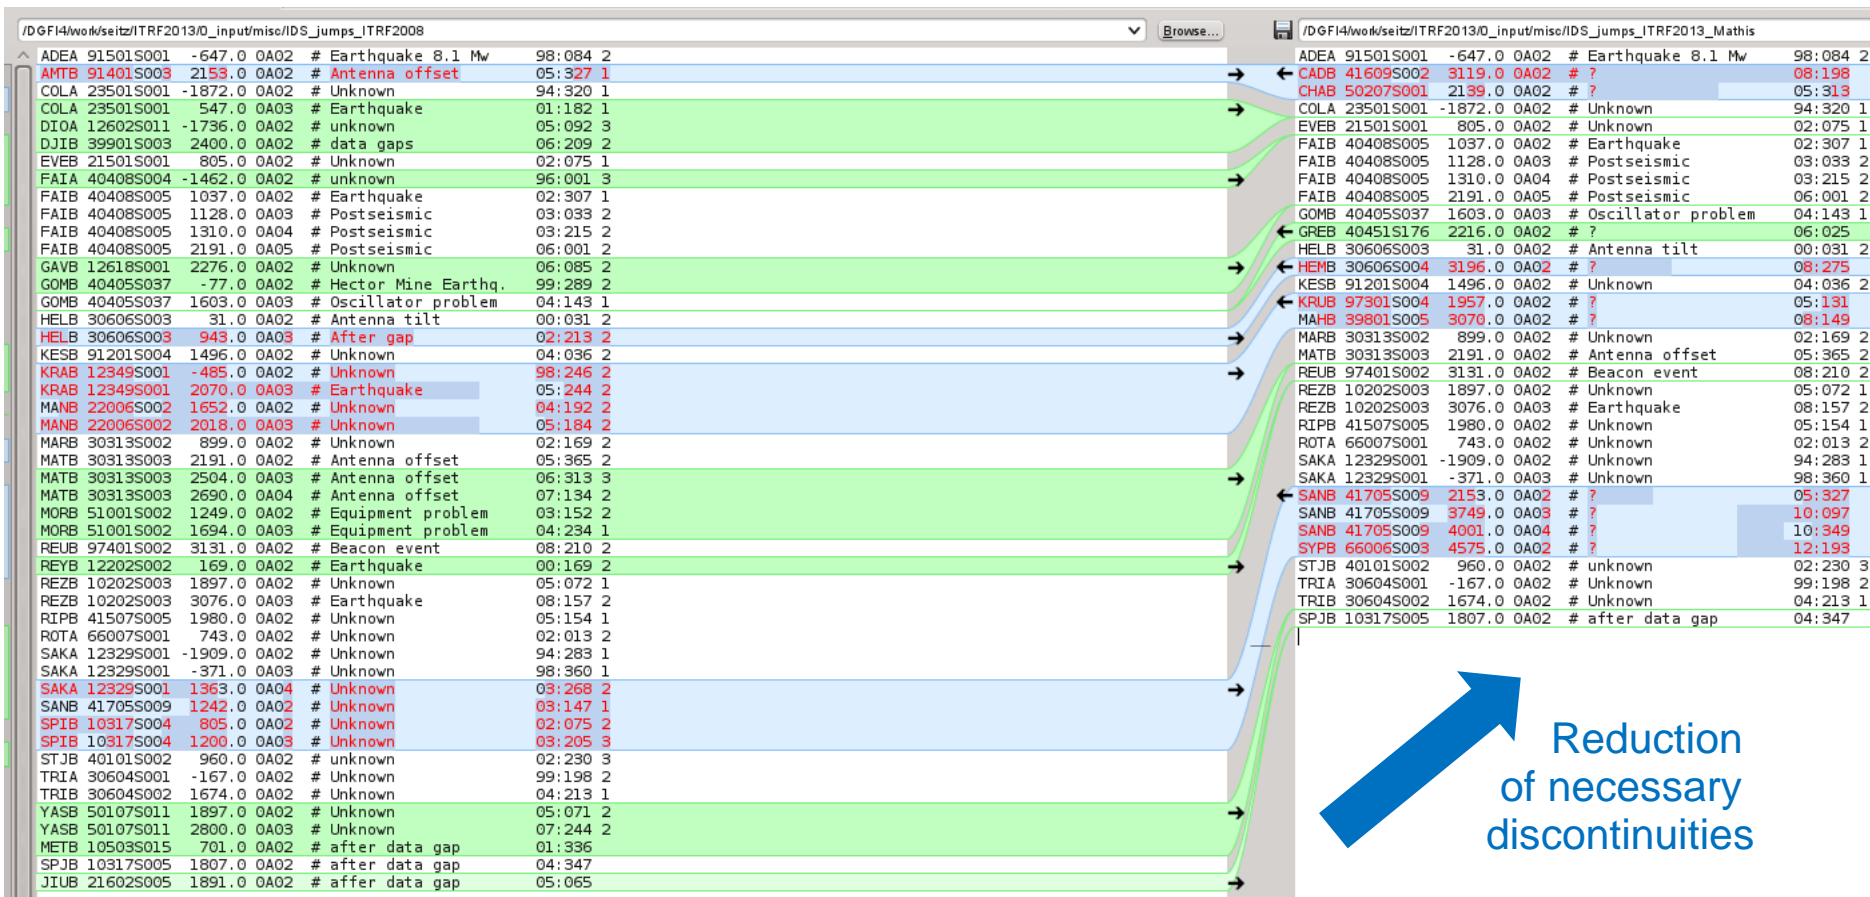 /DGFI4/work/seitz/ITRF2013/0_input/misc/IDS_jumps_ITRF2008
Browse...
ADEA 91501S001 -647.0 0A02 # Earthquake 8.1 Mw 98:084 2
AMTB 91401S003 2153.0 0A02 # Antenna offset 05:327 1
COLA 23501S001 -1872.0 0A02 # Unknown 94:320 1
COLA 23501S001 547.0 0A03 # Earthquake 01:182 1
DIOA 12602S011 -1736.0 0A02 # unknown 05:092 3
DJIB 39901S003 2400.0 0A02 # data gaps 06:209 2
EVEB 21501S001 805.0 0A02 # Unknown 02:075 1
FAIA 40408S004 -1462.0 0A02 # unknown 96:001 3
FAIB 40408S005 1037.0 0A02 # Earthquake 02:307 1
FAIB 40408S005 1128.0 0A03 # Postseismic 03:033 2
FAIB 40408S005 1310.0 0A04 # Postseismic 03:215 2
FAIB 40408S005 2191.0 0A05 # Postseismic 06:001 2
GAVB 12618S001 2276.0 0A02 # Unknown 06:085 2
GOMB 40405S037 -77.0 0A02 # Hector Mine Earthq. 99:289 2
GOMB 40405S037 1603.0 0A03 # Oscillator problem 04:143 1
HELB 30606S003 31.0 0A02 # Antenna tilt 00:031 2
HELB 30606S003 943.0 0A03 # After gap 02:213 2
KESB 91201S004 1496.0 0A02 # Unknown 04:036 2
KRAB 12349S001 -485.0 0A02 # Unknown 98:246 2
KRAB 12349S001 2070.0 0A03 # Earthquake 05:244 2
MANB 22006S002 1652.0 0A02 # Unknown 04:192 2
MANB 22006S002 2018.0 0A03 # Unknown 05:184 2
MARB 30313S002 899.0 0A02 # Unknown 02:169 2
MATB 30313S003 2191.0 0A02 # Antenna offset 05:365 2
MATB 30313S003 2504.0 0A03 # Antenna offset 06:313 3
MATB 30313S003 2690.0 0A04 # Antenna offset 07:134 2
MORB 51001S002 1249.0 0A02 # Equipment problem 03:152 2
MORB 51001S002 1694.0 0A03 # Equipment problem 04:234 1
REUB 97401S002 3131.0 0A02 # Beacon event 08:210 2
REYB 12202S002 169.0 0A02 # Earthquake 00:169 2
REZB 10202S003 1897.0 0A02 # Unknown 05:072 1
REZB 10202S003 3076.0 0A03 # Earthquake 08:157 2
RIPB 41507S005 1980.0 0A02 # Unknown 05:154 1
ROTA 66007S001 743.0 0A02 # Unknown 02:013 2
SAKA 12329S001 -1909.0 0A02 # Unknown 94:283 1
SAKA 12329S001 -371.0 0A03 # Unknown 98:360 1
SAKA 12329S001 1363.0 0A04 # Unknown 03:268 2
SANB 41705S009 1242.0 0A02 # Unknown 03:147 1
SPIB 10317S004 805.0 0A02 # Unknown 02:075 2
SPIB 10317S004 1200.0 0A03 # Unknown 03:205 3
STJB 40101S002 960.0 0A02 # unknown 02:230 3
TRIA 30604S001 -167.0 0A02 # Unknown 99:198 2
TRIB 30604S002 1674.0 0A02 # Unknown 04:213 1
YASB 50107S011 1897.0 0A02 # Unknown 05:071 2
YASB 50107S011 2800.0 0A03 # Unknown 07:244 2
METB 10503S015 701.0 0A02 # after data gap 01:336
SPJB 10317S005 1807.0 0A02 # after data gap 04:347
JIUB 21602S005 1891.0 0A02 # affer data gap 05:065
/DGFI4/work/seitz/ITRF2013/0_input/misc/IDS_jumps_ITRF2013_Mathis
ADEA 91501S001 -647.0 0A02 # Earthquake 8.1 Mw 98:084 2
CADB 41609S002 3119.0 0A02 # ? 08:198
CHAB 50207S001 2139.0 0A02 # ? 05:313
COLA 23501S001 -1872.0 0A02 # Unknown 94:320 1
EVEB 21501S001 805.0 0A02 # Unknown 02:075 1
FAIB 40408S005 1037.0 0A02 # Earthquake 02:307 1
FAIB 40408S005 1128.0 0A03 # Postseismic 03:033 2
FAIB 40408S005 1310.0 0A04 # Postseismic 03:215 2
FAIB 40408S005 2191.0 0A05 # Postseismic 06:001 2
GOMB 40405S037 1603.0 0A03 # Oscillator problem 04:143 1
GREB 40451S176 2216.0 0A02 # ? 06:025
HELB 30606S003 31.0 0A02 # Antenna tilt 00:031 2
HEMB 30606S004 3196.0 0A02 # ? 08:275
KESB 91201S004 1496.0 0A02 # Unknown 04:036 2
KRUB 97301S004 1957.0 0A02 # ? 05:131
MAHB 39801S005 3070.0 0A02 # ? 08:149
MARB 30313S002 899.0 0A02 # Unknown 02:169 2
MATB 30313S003 2191.0 0A02 # Antenna offset 05:365 2
REUB 97401S002 3131.0 0A02 # Beacon event 08:210 2
REZB 10202S003 1897.0 0A02 # Unknown 05:072 1
REZB 10202S003 3076.0 0A03 # Earthquake 08:157 2
RIPB 41507S005 1980.0 0A02 # Unknown 05:154 1
ROTA 66007S001 743.0 0A02 # Unknown 02:013 2
SAKA 12329S001 -1909.0 0A02 # Unknown 94:283 1
SAKA 12329S001 -371.0 0A03 # Unknown 98:360 1
SANB 41705S009 2153.0 0A02 # ? 05:327
SANB 41705S009 3749.0 0A03 # ? 10:097
SANB 41705S009 4001.0 0A04 # ? 10:349
SYPB 66006S003 4575.0 0A02 # ? 12:193
STJB 40101S002 960.0 0A02 # unknown 02:230 3
TRIA 30604S001 -167.0 0A02 # Unknown 99:198 2
TRIB 30604S002 1674.0 0A02 # Unknown 04:213 1
SPJB 10317S005 1807.0 0A02 # after data gap 04:347
Reduction
of necessary
discontinuities